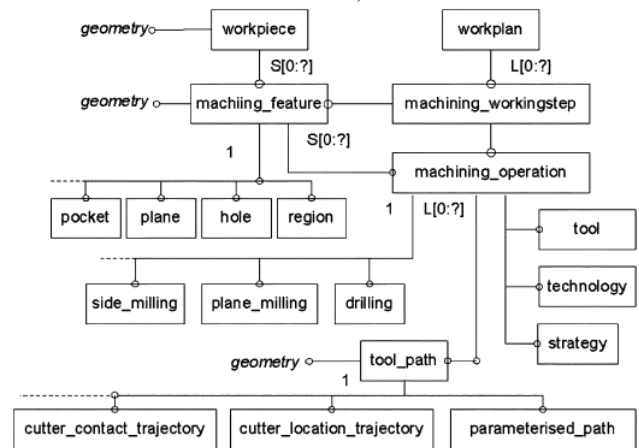 geometry
workpiece
workplan
S[0:?]
L[0:?]
geometry
machiing_feature
machining_workingstep
1
S[0:?]
machining_operation
1
L[0:?]
pocket
plane
hole
region
tool
side_milling
plane_milling
drilling
technology
geometry
tool_path
strategy
1
cutter_contact_trajectory
cutter_location_trajectory
parameterised_path